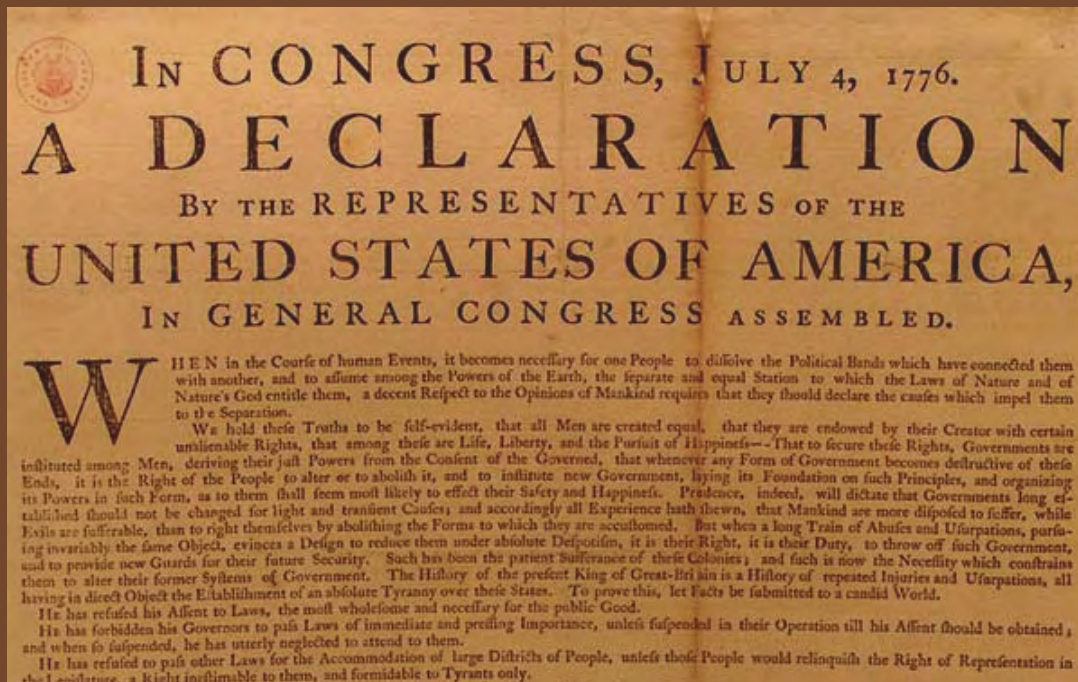 In CONGRESS, July 4, 1776.
A DECLARATION
By the REPRESENTATIVES of the
UNITED STATES OF AMERICA,
In GENERAL CONGRESS assembled.
WHEN in the Courſe of human Events, it becomes neceſſary for one People to diſſolve the Political Bands which have connected them
with another, and to aſſume among the Powers of the Earth, the ſeparate and equal Station to which the Laws of Nature and of
Nature's God entitle them, a decent Reſpect to the Opinions of Mankind requires that they ſhould declare the cauſes which impel them
to the Separation.
We hold theſe Truths to be ſelf-evident, that all Men are created equal, that they are endowed by their Creator with certain
unalienable Rights, that among theſe are Life, Liberty, and the Purſuit of Happineſs—-That to ſecure theſe Rights, Governments are
inſtituted among Men, deriving their juſt Powers from the Conſent of the Governed, that whenever any Form of Government becomes deſtructive of theſe
Ends, it is the Right of the People to alter or to aboliſh it, and to inſtitute new Government, laying its Foundation on ſuch Principles, and organizing
its Powers in ſuch Form, as to them ſhall ſeem moſt likely to effect their Safety and Happineſs. Prudence, indeed, will dictate that Governments long eſ-
tabliſhed ſhould not be changed for light and tranſient Cauſes; and accordingly all Experience hath ſhewn, that Mankind are more diſpoſed to ſuffer, while
Evils are ſufferable, than to right themſelves by aboliſhing the Forms to which they are accuſtomed. But when a long Train of Abuſes and Uſurpations, purſu-
ing invariably the ſame Object, evinces a Deſign to reduce them under abſolute Deſpotiſm, it is their Right, it is their Duty, to throw off ſuch Government,
and to provide new Guards for their future Security. Such has been the patient Sufferance of theſe Colonies; and ſuch is now the Neceſſity which conſtrains
them to alter their former Syſtems of Government. The Hiſtory of the preſent King of Great-Britain is a Hiſtory of repeated Injuries and Uſurpations, all
having in direct Object the Eſtabliſhment of an abſolute Tyranny over theſe States. To prove this, let Facts be ſubmitted to a candid World.
He has refuſed his Aſſent to Laws, the moſt wholeſome and neceſſary for the public Good.
He has forbidden his Governors to paſs Laws of immediate and preſſing Importance, unleſs ſuſpended in their Operation till his Aſſent ſhould be obtained;
and when ſo ſuſpended, he has utterly neglected to attend to them.
He has refuſed to paſs other Laws for the Accommodation of large Diſtricts of People, unleſs thoſe People would relinquiſh the Right of Repreſentation in
the Legiſlature, a Right ineſtimable to them, and formidable to Tyrants only.